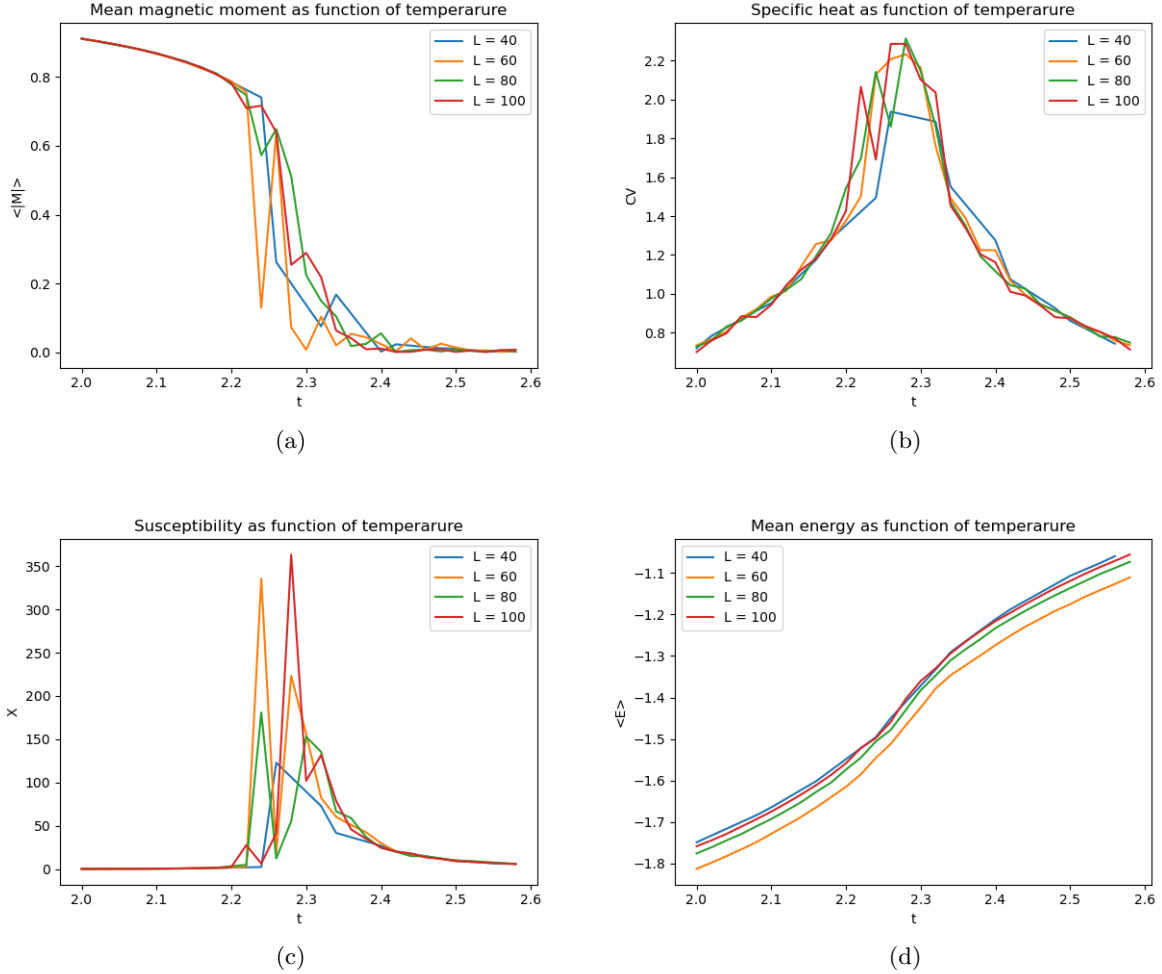 Mean magnetic moment as function of temperarure
<|M|>
0.8
0.6
0.4
0.2
0.0
2.0 2.1 2.2 2.3 2.4 2.5 2.6
t
L = 40
L = 60
L = 80
L = 100
(a)
Specific heat as function of temperarure
CV
2.2
2.0
1.8
1.6
1.4
1.2
1.0
0.8
2.0 2.1 2.2 2.3 2.4 2.5 2.6
t
L = 40
L = 60
L = 80
L = 100
(b)
Susceptibility as function of temperarure
X
350
300
250
200
150
100
50
0
2.0 2.1 2.2 2.3 2.4 2.5 2.6
t
L = 40
L = 60
L = 80
L = 100
(c)
Mean energy as function of temperarure
<E>
−1.1
−1.2
−1.3
−1.4
−1.5
−1.6
−1.7
−1.8
2.0 2.1 2.2 2.3 2.4 2.5 2.6
t
L = 40
L = 60
L = 80
L = 100
(d)